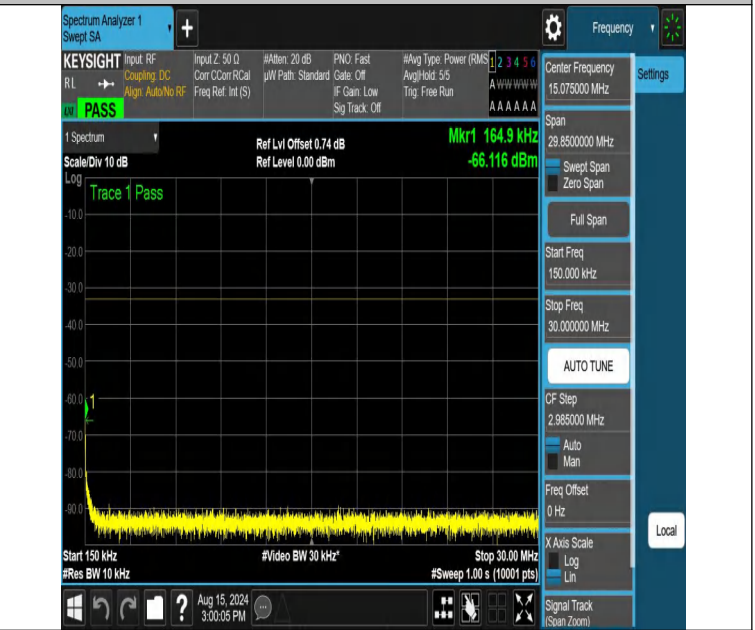 Spectrum Analyzer 1
Swept SA
+
Frequency
KEYSIGHT
RL
PASS
Input: RF
Coupling: DC
Align: Auto/No RF
Input Z: 50 Ω
Corr CCorr RCal
Freq Ref: Int (S)
#Atten: 20 dB
µW Path: Standard
PNO: Fast
Gate: Off
IF Gain: Low
Sig Track: Off
#Avg Type: Power (RMS
Avg|Hold: 5/5
Trig: Free Run
1 2 3 4 5 6
A W W W W W
A A A A A A
1 Spectrum
Scale/Div 10 dB
Ref Lvl Offset 0.74 dB
Ref Level 0.00 dBm
Mkr1 164.9 kHz
-66.116 dBm
Log
Trace 1 Pass
-10.0
-20.0
-30.0
-40.0
-50.0
-60.0
1
-70.0
-80.0
-90.0
Start 150 kHz
#Video BW 30 kHz*
Stop 30.00 MHz
#Res BW 10 kHz
#Sweep 1.00 s (10001 pts)
Aug 15, 2024
3:00:05 PM
Center Frequency
15.075000 MHz
Settings
Span
29.8500000 MHz
Swept Span
Zero Span
Full Span
Start Freq
150.000 kHz
Stop Freq
30.000000 MHz
AUTO TUNE
CF Step
2.985000 MHz
Auto
Man
Freq Offset
0 Hz
Local
X Axis Scale
Log
Lin
Signal Track
(Span Zoom)